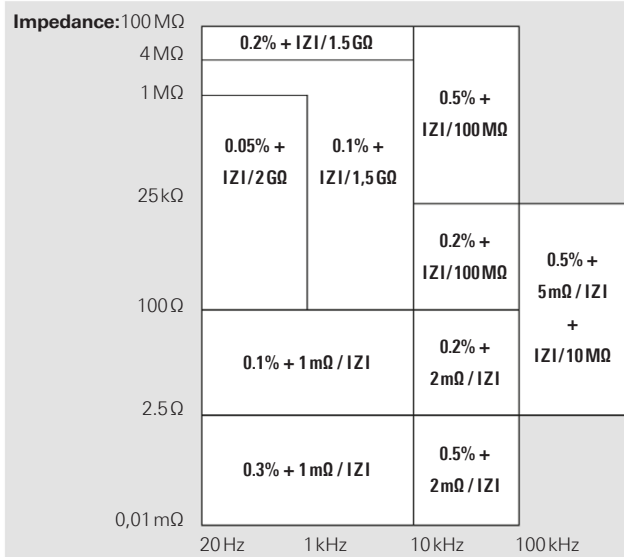 Impedance: 100 MΩ
0.2% + IZI/1.5 GΩ
4 MΩ
1 MΩ
0.5% +
IZI/100 MΩ
0.05% +
IZI/2 GΩ
0.1% +
IZI/1,5 GΩ
25 kΩ
0.2% +
IZI/100 MΩ
0.5% +
5 mΩ / IZI
+
IZI/10 MΩ
100 Ω
0.1% + 1 mΩ / IZI
0.2% +
2 mΩ / IZI
2.5 Ω
0.3% + 1 mΩ / IZI
0.5% +
2 mΩ / IZI
0,01 mΩ
20 Hz 1 kHz 10 kHz 100 kHz